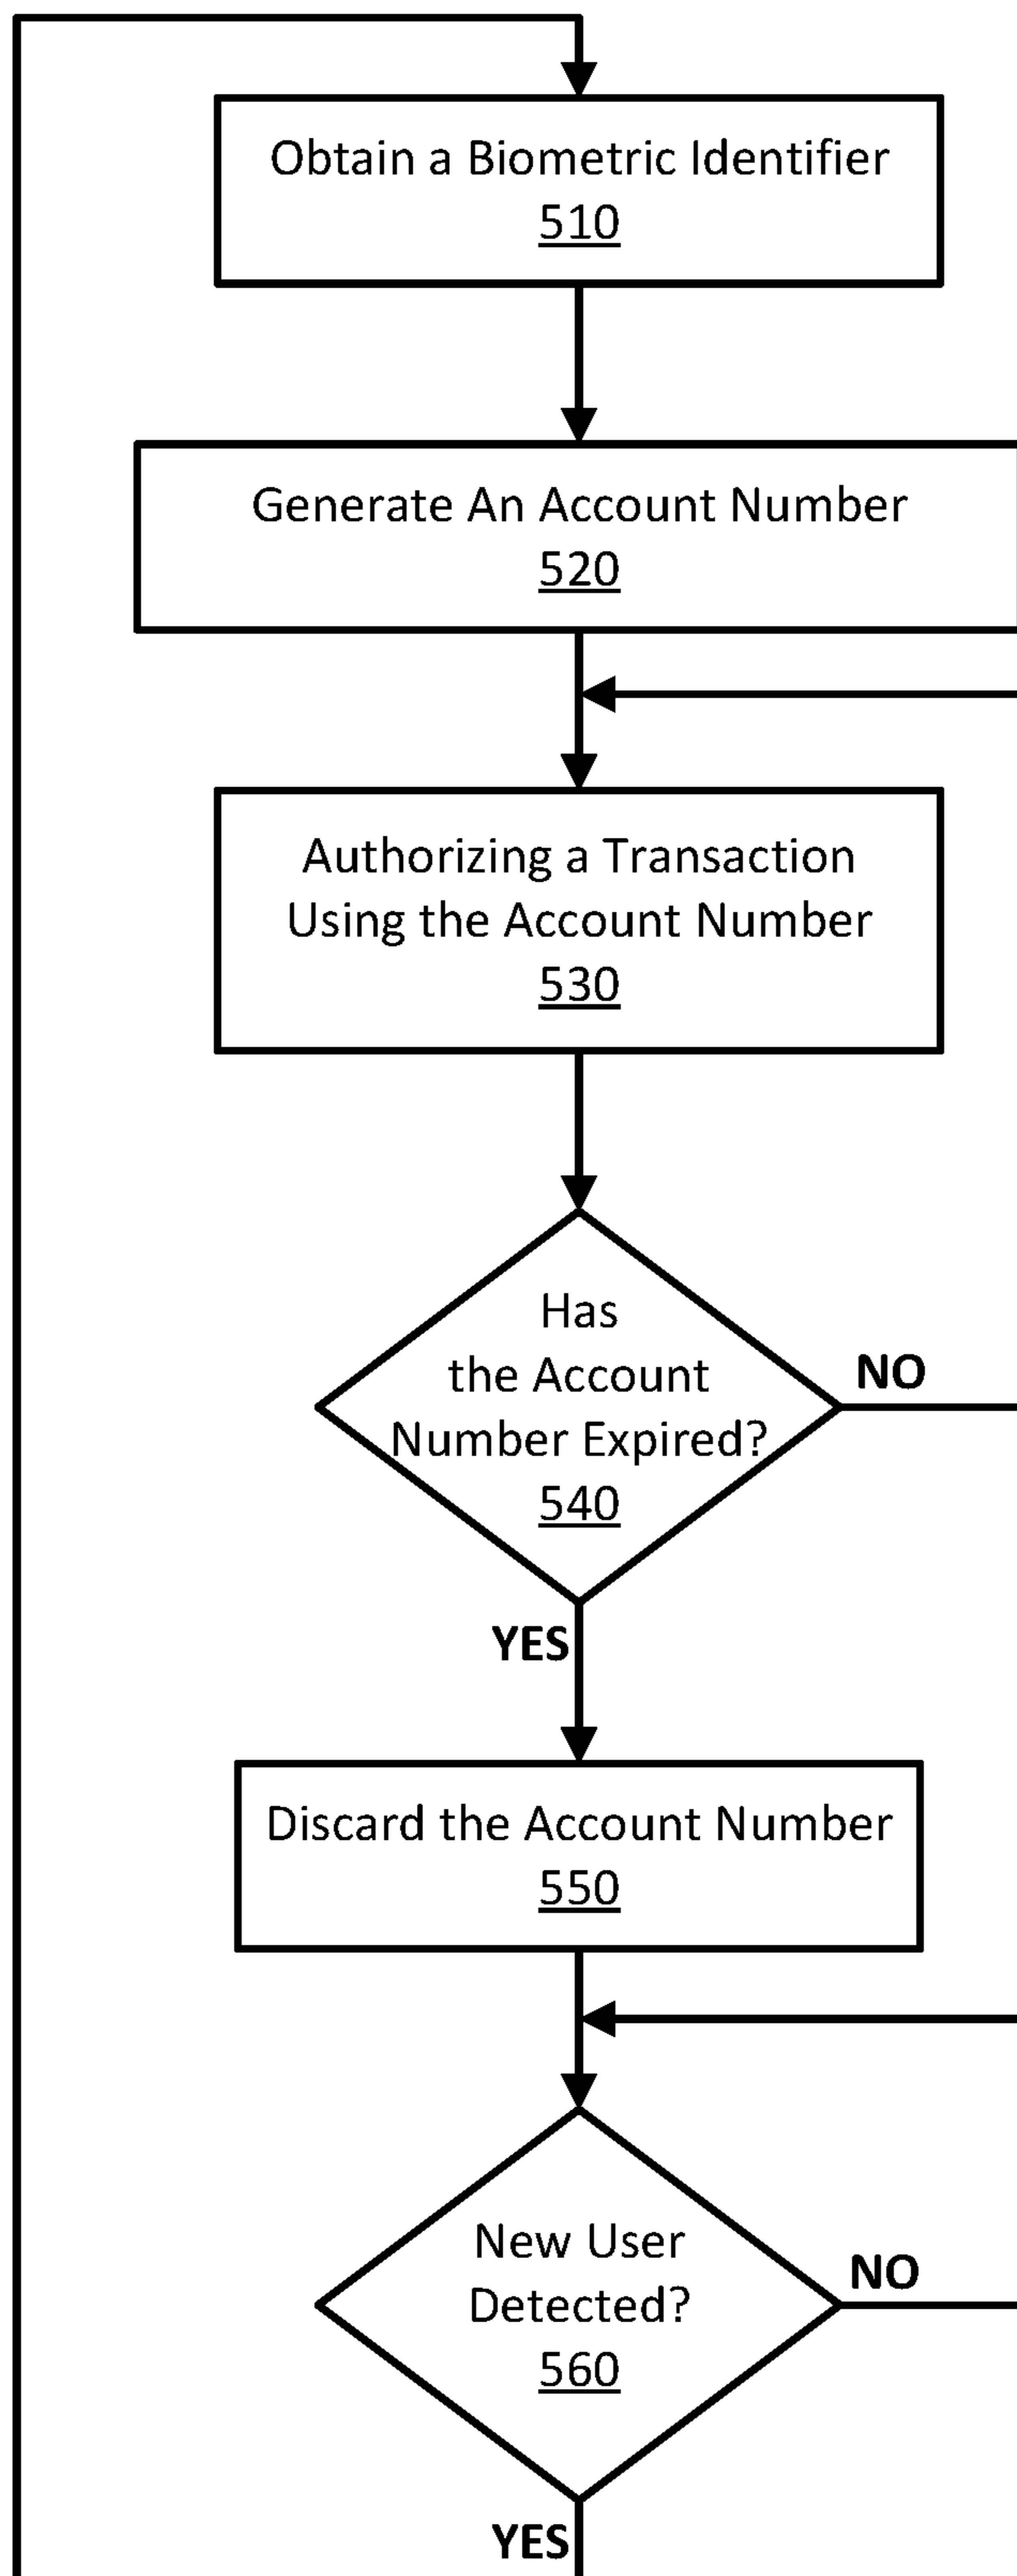 Obtain a Biometric Identifier
510
Generate An Account Number
520
Authorizing a Transaction
Using the Account Number
530
Has
the Account
Number Expired?
540
NO
YES
Discard the Account Number
550
New User
Detected?
560
NO
YES